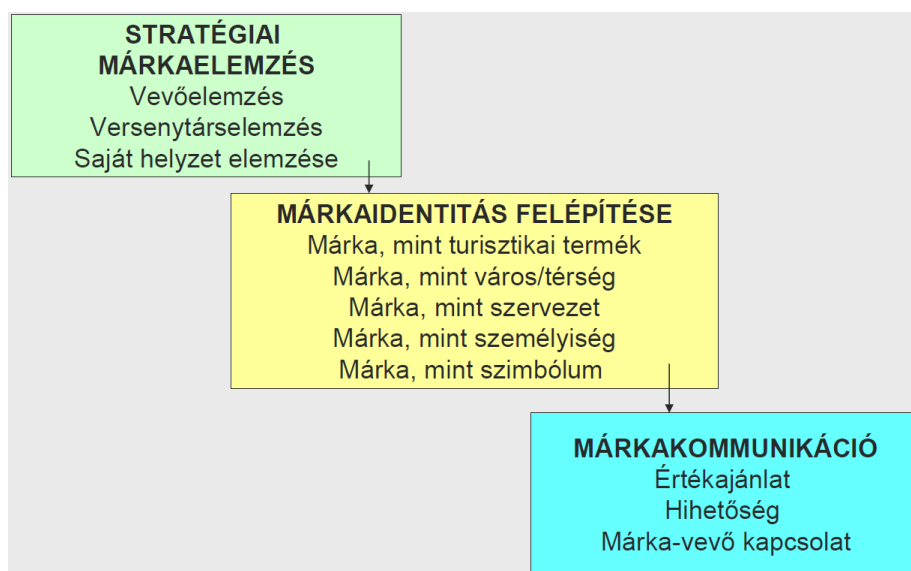 STRATÉGIAI
MÁRKAELEMZÉS
Vevőelemzés
Versenytárselemzés
Saját helyzet elemzése
MÁRKAIDENTITÁS FELÉPÍTÉSE
Márka, mint turisztikai termék
Márka, mint város/térség
Márka, mint szervezet
Márka, mint személyiség
Márka, mint szimbólum
MÁRKAKOMMUNIKÁCIÓ
Értékajánlat
Hihetőség
Márka-vevő kapcsolat